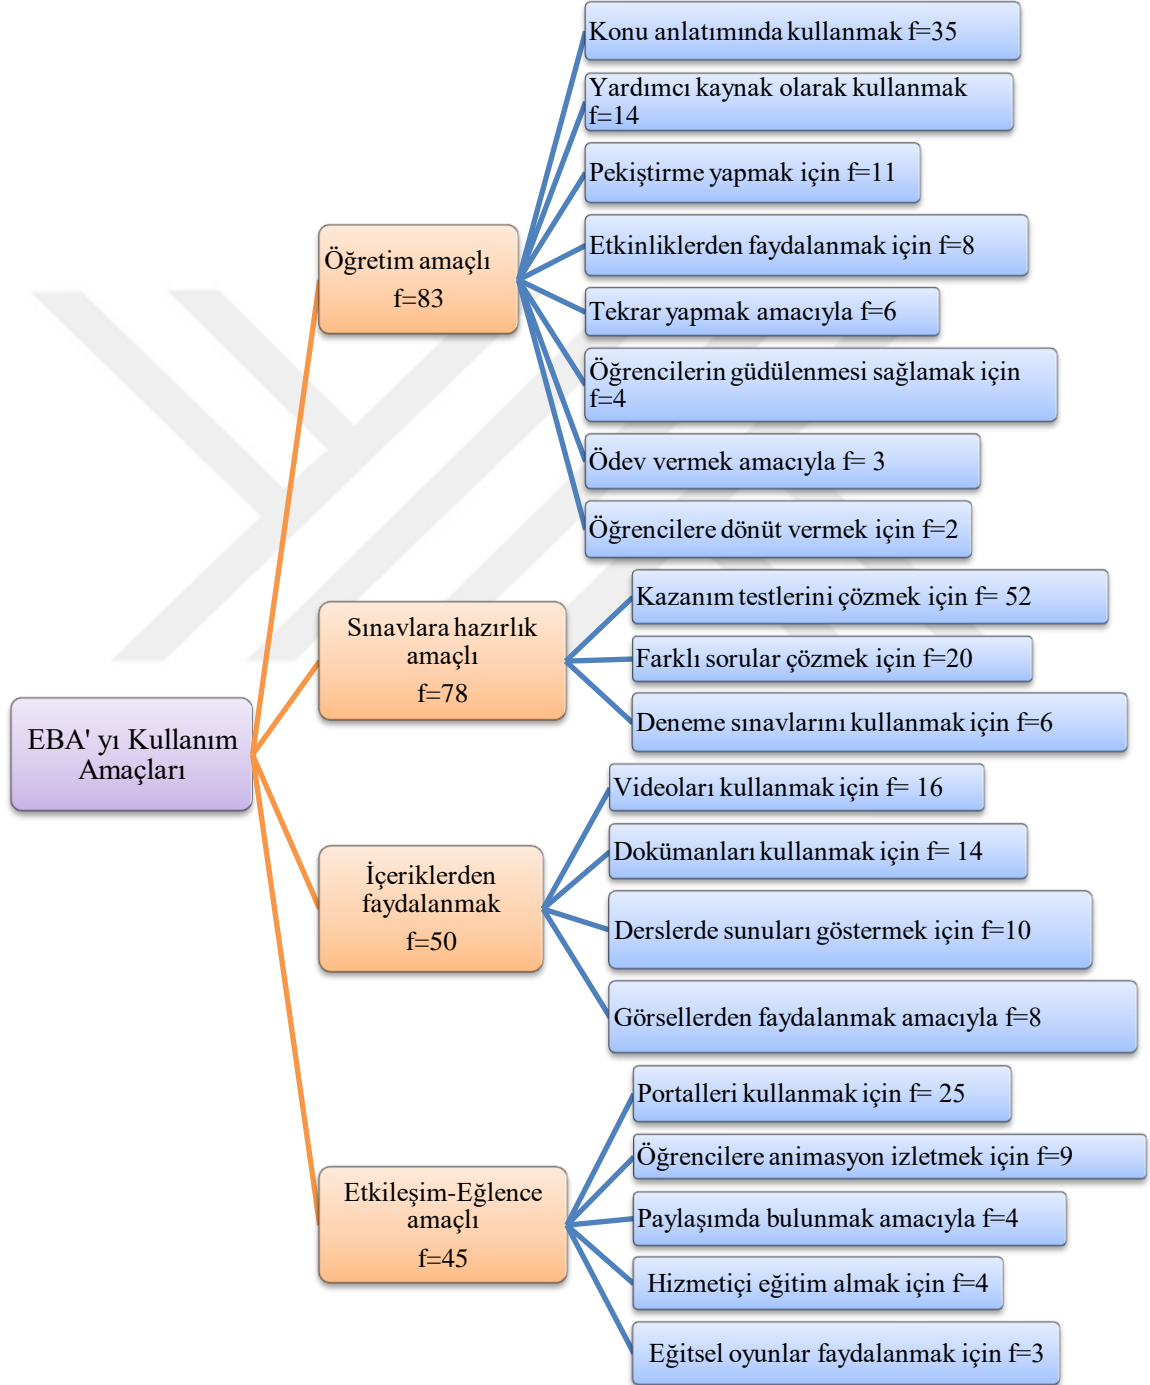 EBA' yı Kullanım
Amaçları
Öğretim amaçlı
f=83
Konu anlatımında kullanmak f=35
Yardımcı kaynak olarak kullanmak
f=14
Pekiştirme yapmak için f=11
Etkinliklerden faydalanmak için f=8
Tekrar yapmak amacıyla f=6
Öğrencilerin güdülenmesi sağlamak için
f=4
Ödev vermek amacıyla f= 3
Öğrencilere dönüt vermek için f=2
Sınavlara hazırlık
amaçlı
f=78
Kazanım testlerini çözmek için f= 52
Farklı sorular çözmek için f=20
Deneme sınavlarını kullanmak için f=6
İçeriklerden
faydalanmak
f=50
Videoları kullanmak için f= 16
Dokümanları kullanmak için f= 14
Derslerde sunuları göstermek için f=10
Görsellerden faydalanmak amacıyla f=8
Etkileşim-Eğlence
amaçlı
f=45
Portalleri kullanmak için f= 25
Öğrencilere animasyon izletmek için f=9
Paylaşımda bulunmak amacıyla f=4
Hizmetiçi eğitim almak için f=4
Eğitsel oyunlar faydalanmak için f=3